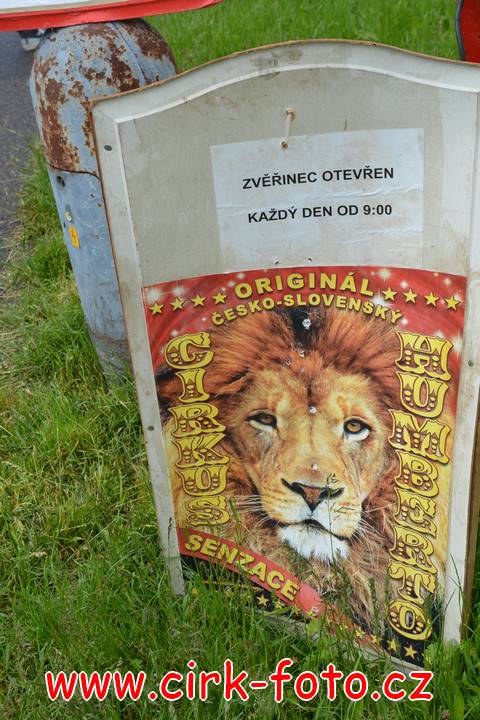 ZVĚŘINEC OTEVŘEN
KAŽDÝ DEN OD 9:00
ORIGINÁL
ČESKO-SLOVENSKÝ
CIRKUS
HUMBERTO
SENZACE
www.cirk-foto.cz